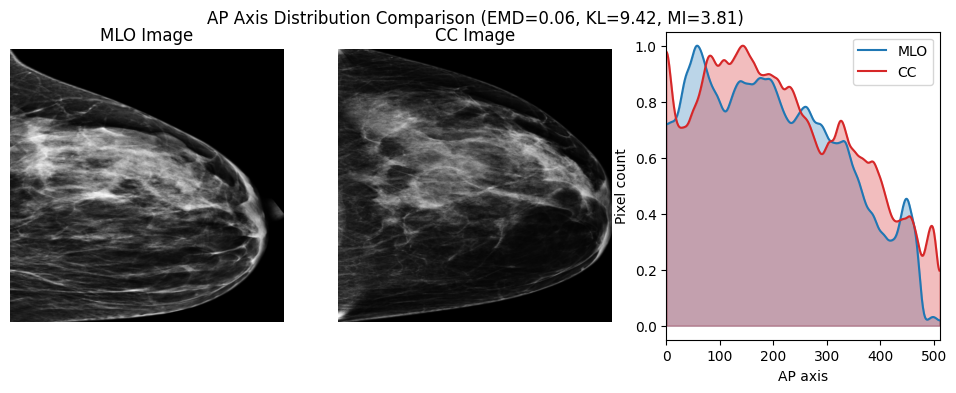 AP Axis Distribution Comparison (EMD=0.06, KL=9.42, MI=3.81)
MLO Image
CC Image
MLO
CC
1.0
0.8
0.6
0.4
0.2
0.0
Pixel count
0 100 200 300 400 500
AP axis